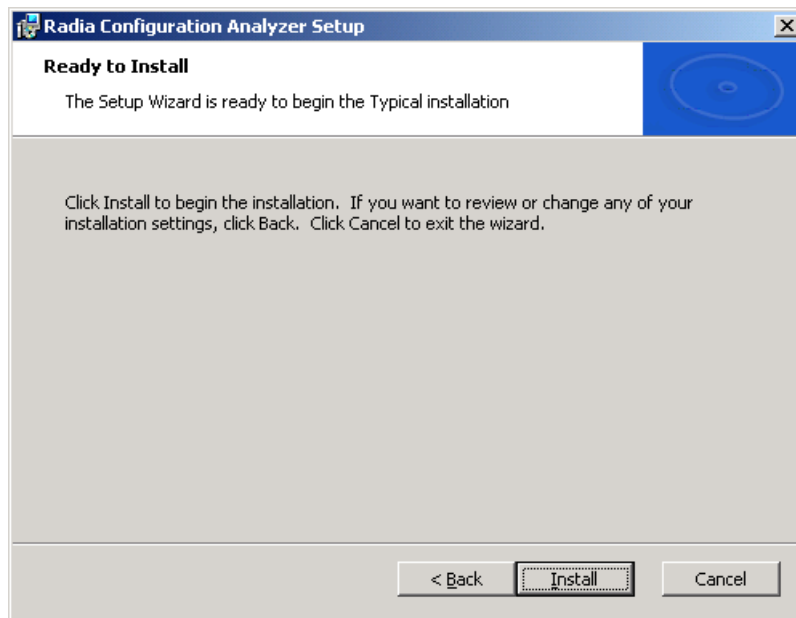 Radia Configuration Analyzer Setup
Ready to Install
The Setup Wizard is ready to begin the Typical installation
Click Install to begin the installation.  If you want to review or change any of your
installation settings, click Back.  Click Cancel to exit the wizard.
< Back Install Cancel